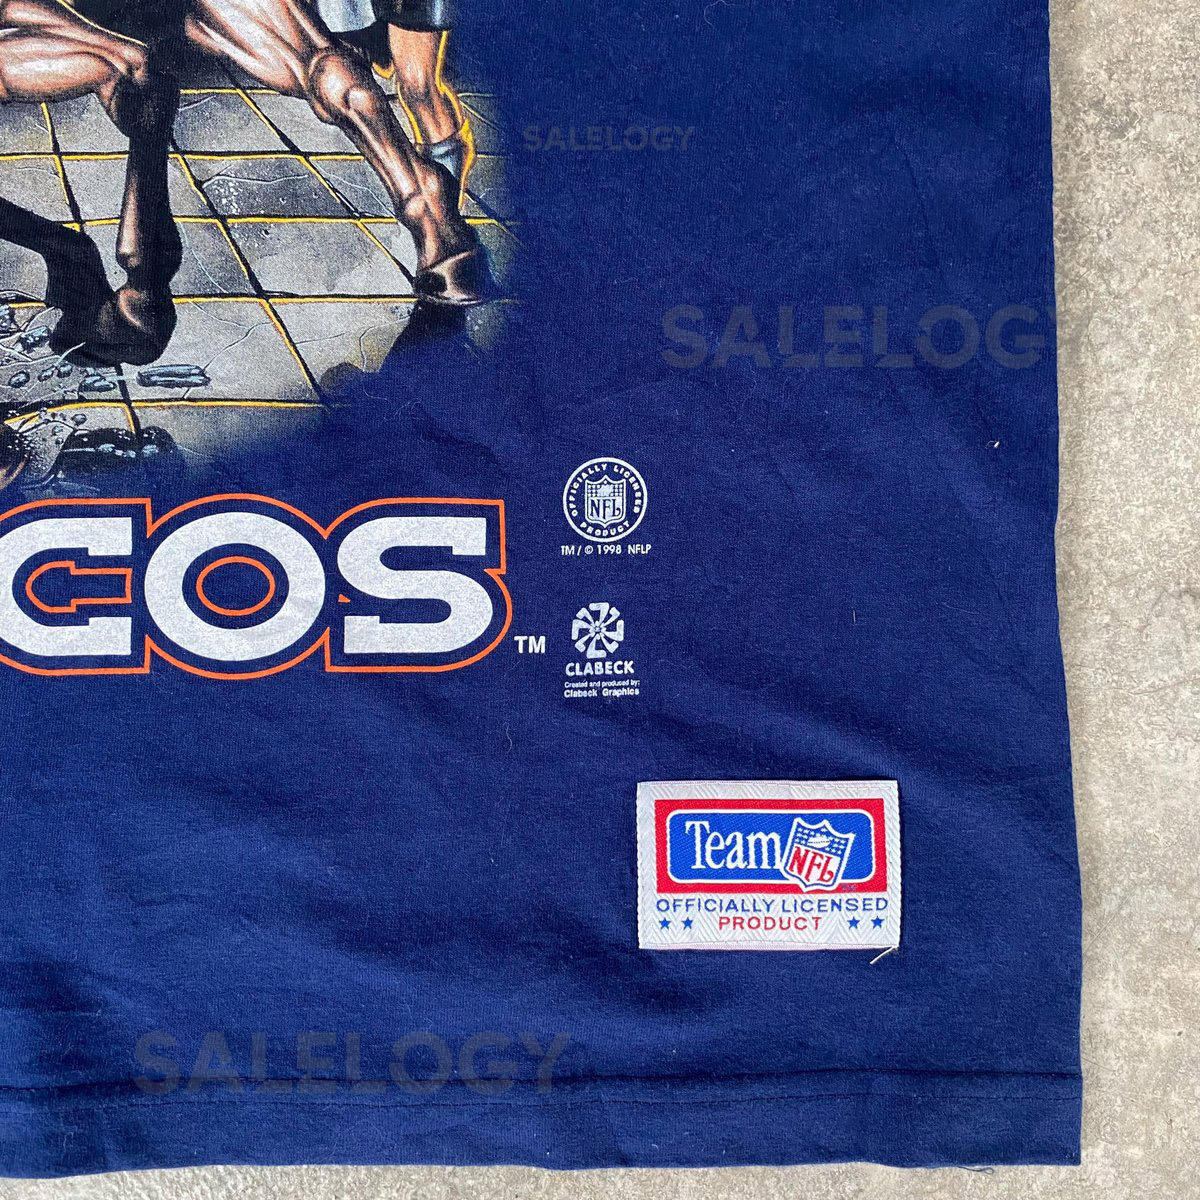 SALELOGY
SALELOGY
OFFICIALLY LICENSED
NFL
PRODUCT
TM / © 1998 NFLP
COS TM
CLABECK
Created and produced by:
Clabeck Graphics
Team NFL
OFFICIALLY LICENSED
PRODUCT
SALELOGY